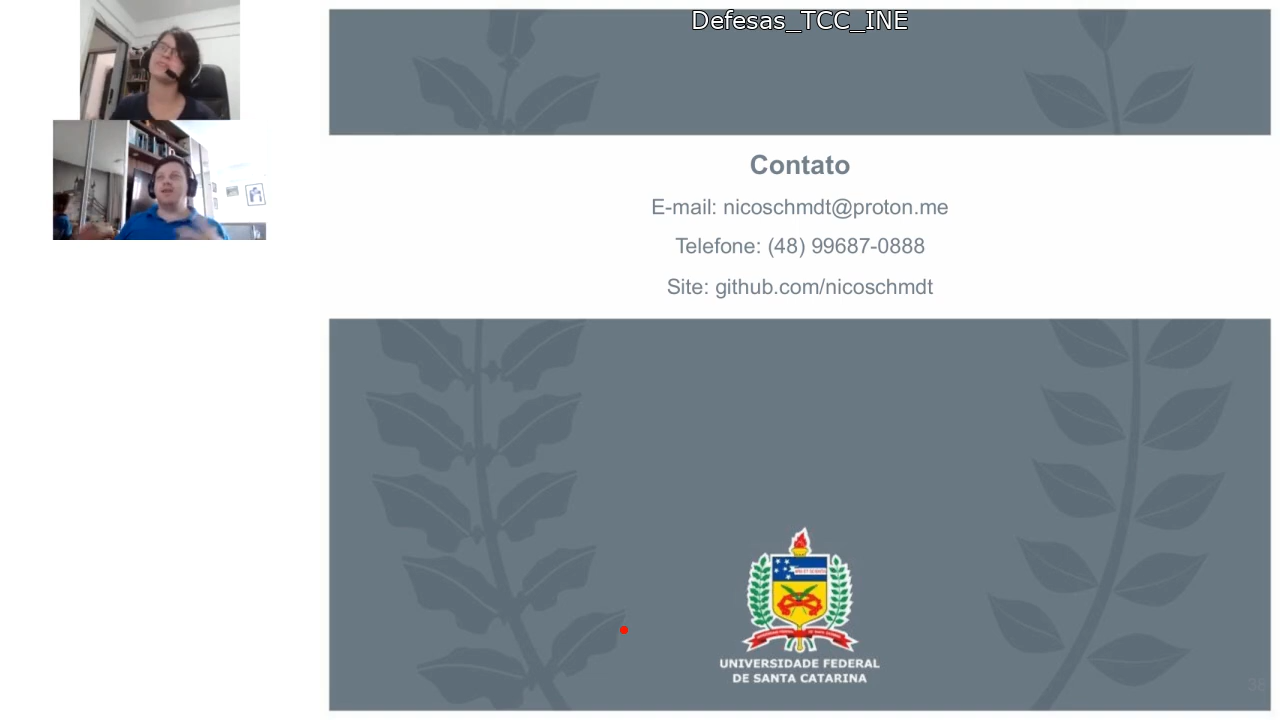 Defesas_TCC_INE
Contato
E-mail: nicoschmdt@proton.me
Telefone: (48) 99687-0888
Site: github.com/nicoschmdt
UNIVERSIDADE FEDERAL
DE SANTA CATARINA